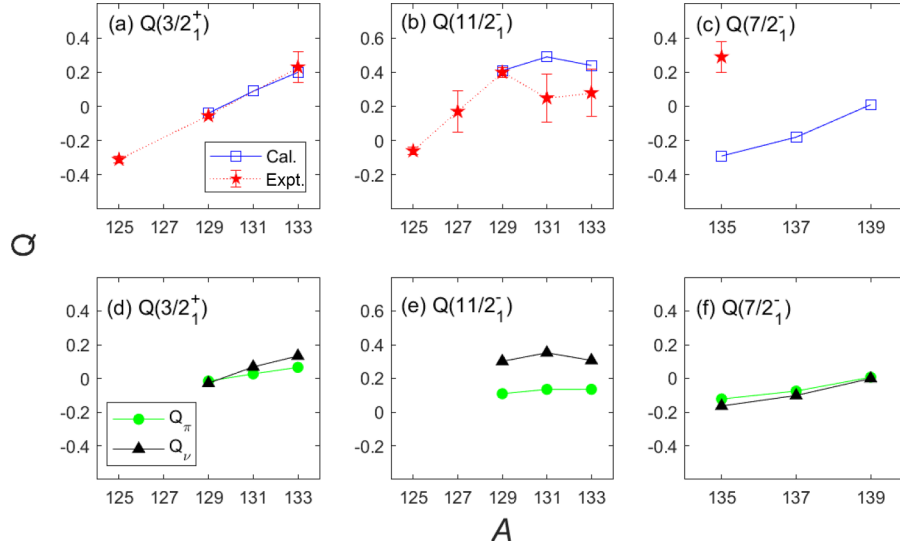 (a) Q(3/2₁⁺)
0.4
0.2
0
-0.2
-0.4
Cal.
Expt.
125 127 129 131 133
(b) Q(11/2₁⁻)
0.6
0.4
0.2
0
-0.2
125 127 129 131 133
(c) Q(7/2₁⁻)
0.4
0.2
0
-0.2
-0.4
135 137 139
Q
(d) Q(3/2₁⁺)
0.4
0.2
0
-0.2
-0.4
Q_π
Q_ν
125 127 129 131 133
(e) Q(11/2₁⁻)
0.6
0.4
0.2
0
-0.2
125 127 129 131 133
(f) Q(7/2₁⁻)
0.4
0.2
0
-0.2
-0.4
135 137 139
A